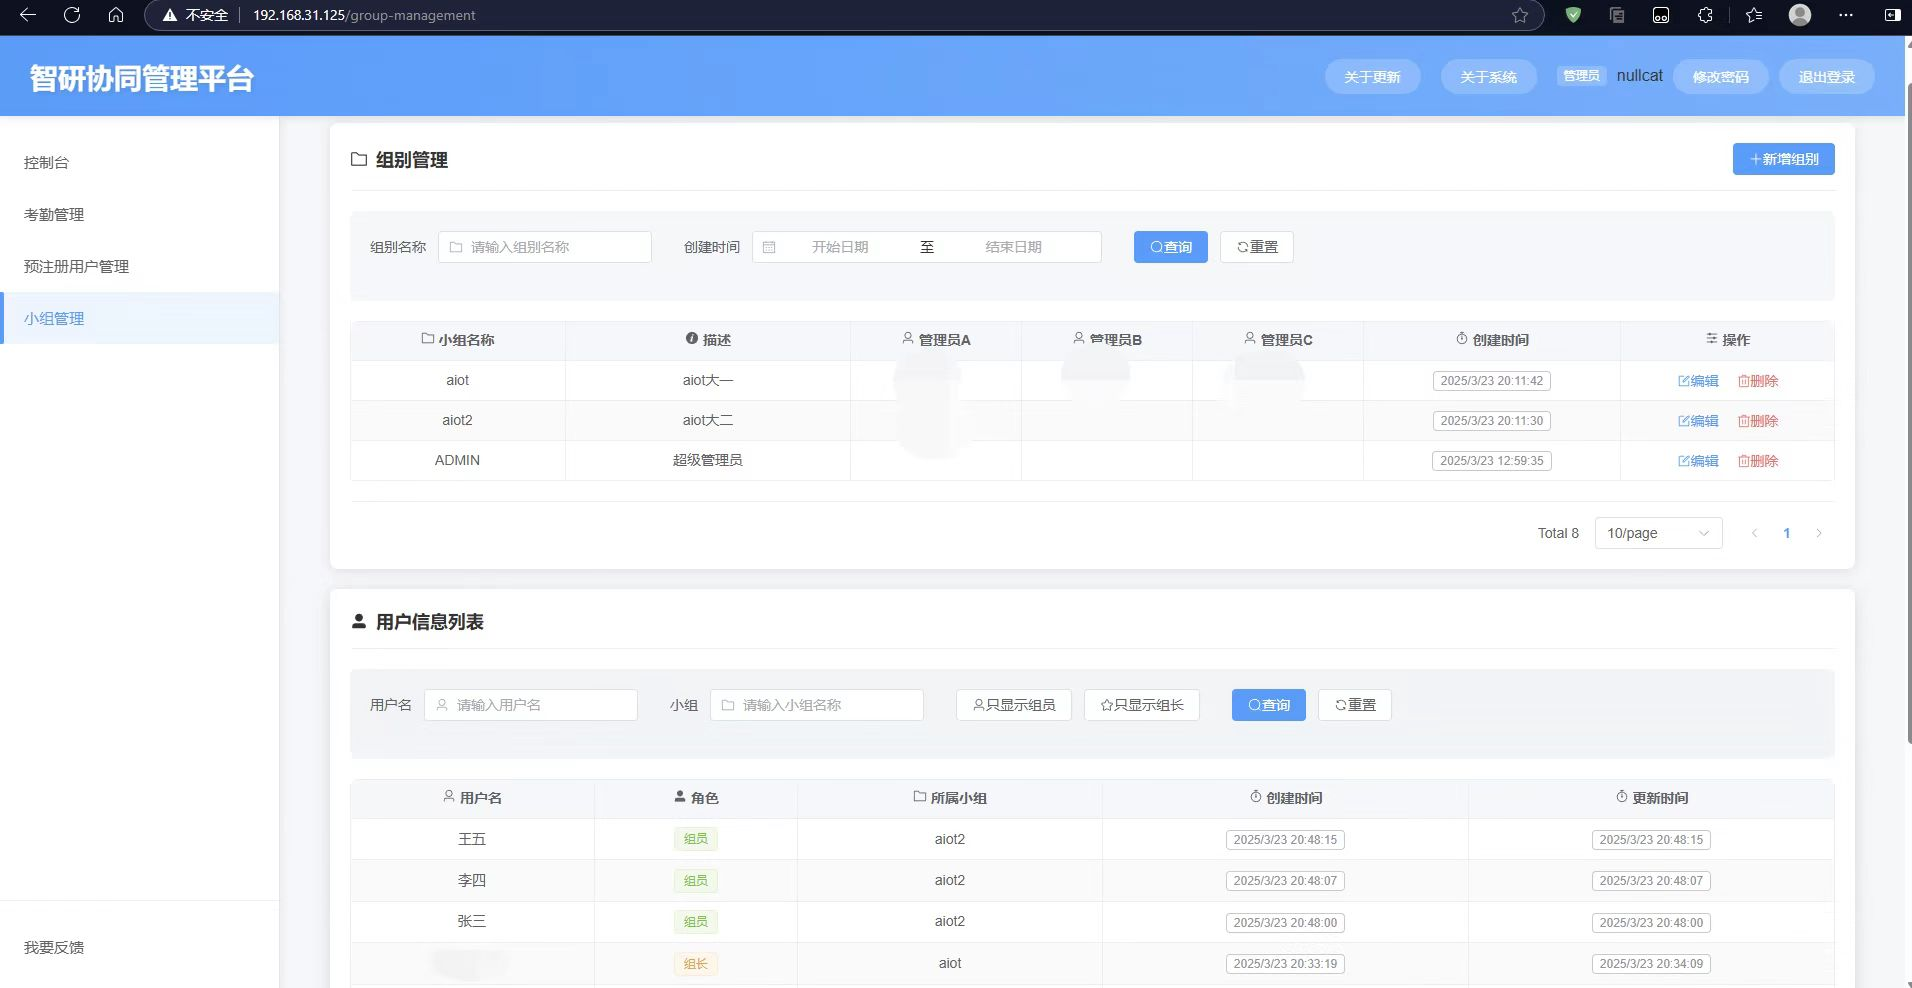 不安全 192.168.31.125/group-management
智研协同管理平台 关于更新 关于系统 管理员 nullcat 修改密码 退出登录
控制台
考勤管理
预注册用户管理
小组管理
我要反馈
组别管理 +新增组别
组别名称 请输入组别名称 创建时间 开始日期 至 结束日期 查询 重置
小组名称 描述 管理员A 管理员B 管理员C 创建时间 操作
aiot aiot大一 2025/3/23 20:11:42 编辑 删除
aiot2 aiot大二 2025/3/23 20:11:30 编辑 删除
ADMIN 超级管理员 2025/3/23 12:59:35 编辑 删除
Total 8 10/page 1
用户信息列表
用户名 请输入用户名 小组 请输入小组名称 只显示组员 只显示组长 查询 重置
用户名 角色 所属小组 创建时间 更新时间
王五 组员 aiot2 2025/3/23 20:48:15 2025/3/23 20:48:15
李四 组员 aiot2 2025/3/23 20:48:07 2025/3/23 20:48:07
张三 组员 aiot2 2025/3/23 20:48:00 2025/3/23 20:48:00
组长 aiot 2025/3/23 20:33:19 2025/3/23 20:34:09